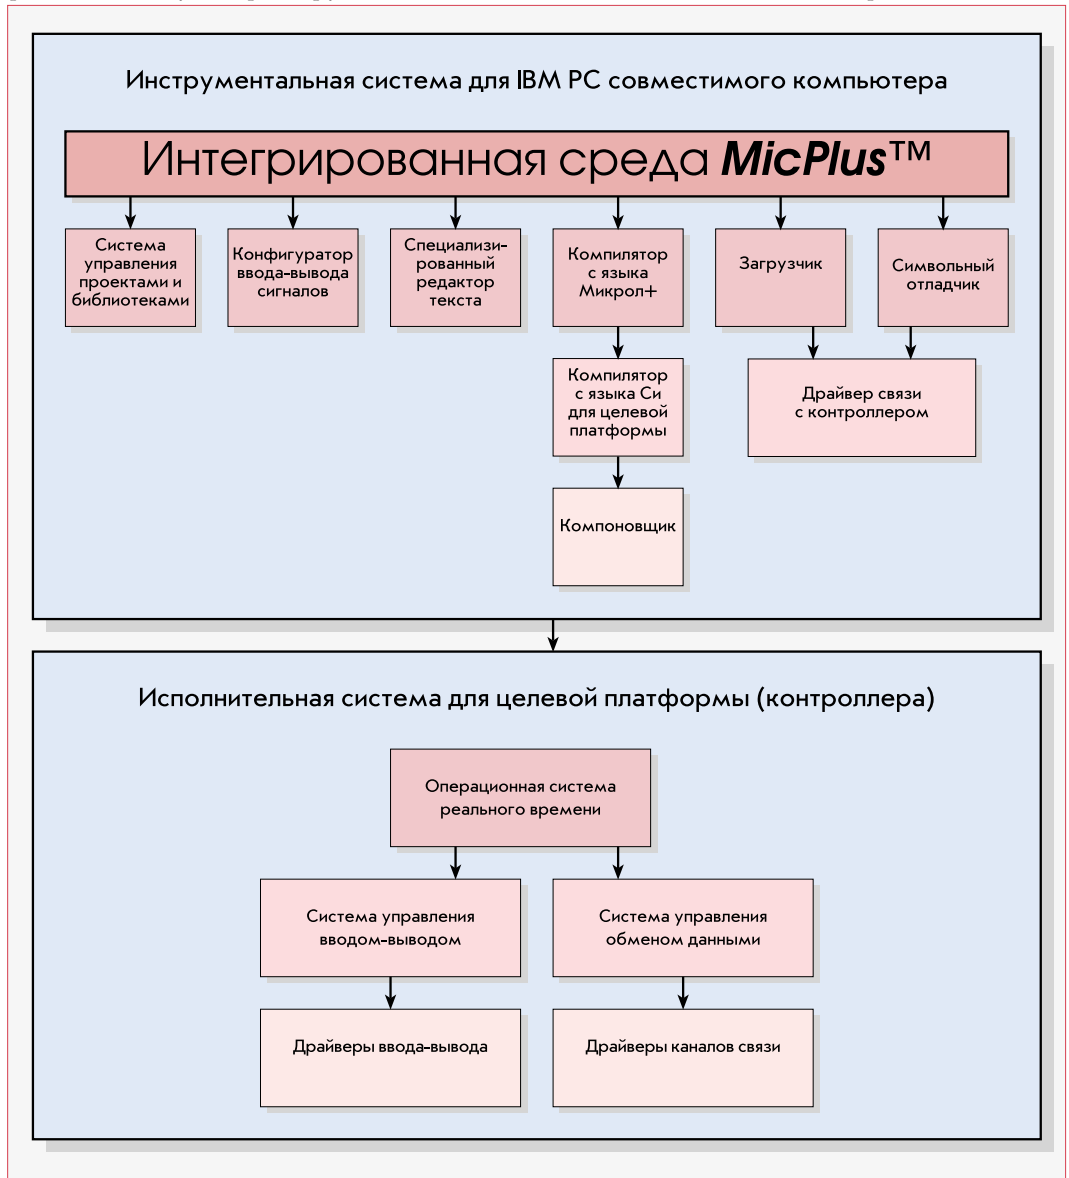 Инструментальная система для IBM PC совместимого компьютера
Интегрированная среда MicPlus™
Система
управления
проектами и
библиотеками
Конфигуратор
ввода-вывода
сигналов
Специализи-
рованный
редактор
текста
Компилятор
с языка
Микрол+
Загрузчик
Символьный
отладчик
Компилятор
с языка Си
для целевой
платформы
Драйвер связи
с контроллером
Компоновщик
Исполнительная система для целевой платформы (контроллера)
Операционная система
реального времени
Система управления
вводом-выводом
Система управления
обменом данными
Драйверы ввода-вывода
Драйверы каналов связи